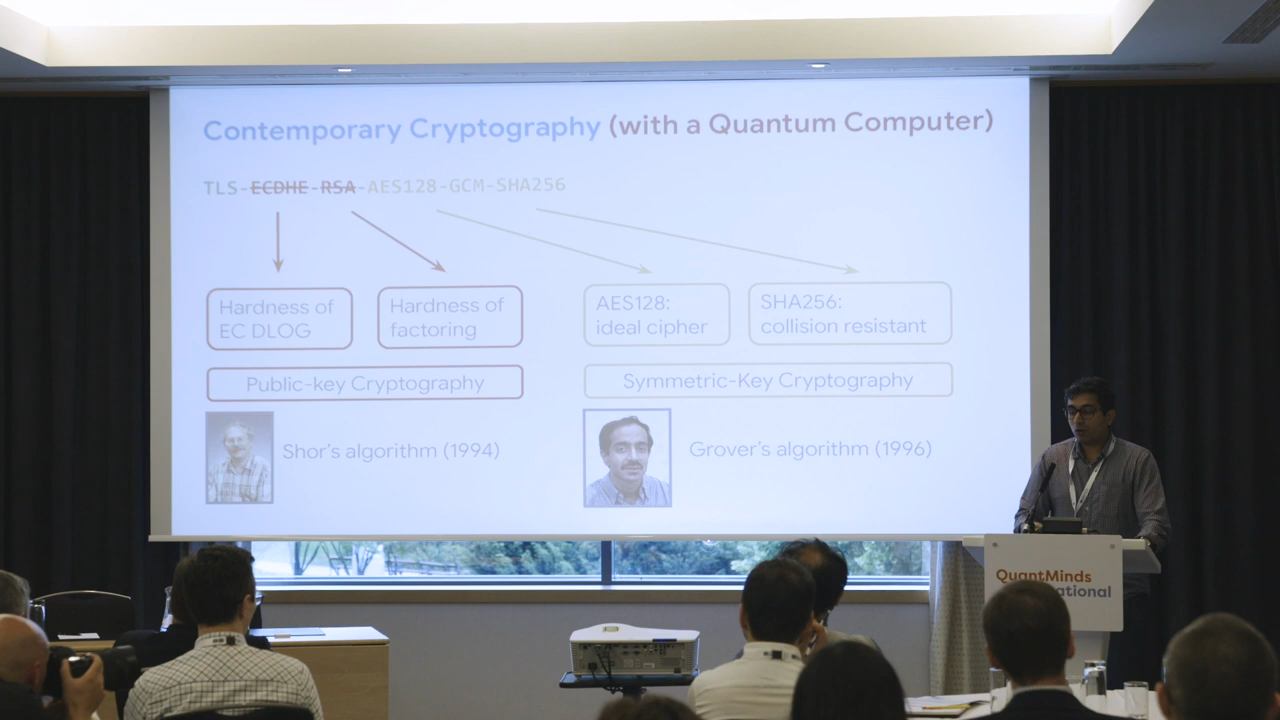 Contemporary Cryptography (with a Quantum Computer)
TLS-ECDHE-RSA-AES128-GCM-SHA256
Hardness of
EC DLOG
Hardness of
factoring
AES128:
ideal cipher
SHA256:
collision resistant
Public-key Cryptography
Symmetric-Key Cryptography
Shor's algorithm (1994)
Grover's algorithm (1996)
QuantMinds